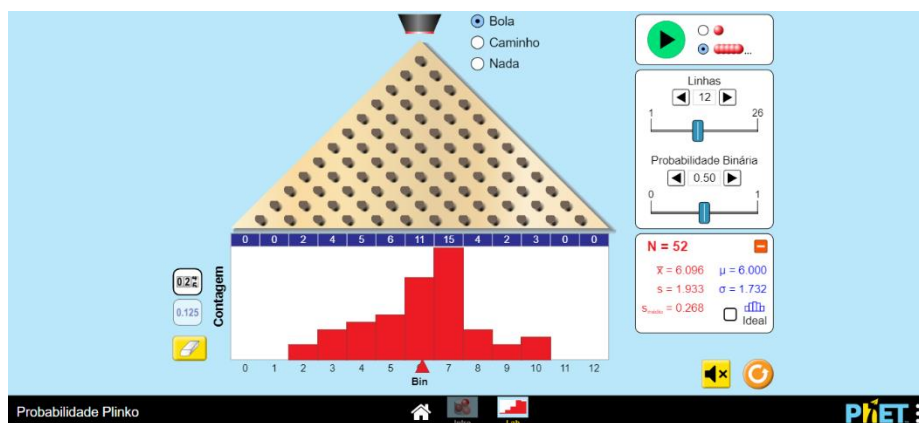 Bola
Caminho
Nada
Linhas
12
1 26
Probabilidade Binária
0.50
0 1
0 0 2 4 5 6 11 15 4 2 3 0 0
N = 52
x̅ = 6.096 μ = 6.000
s = 1.933 σ = 1.732
= 0.268
Ideal
0.125
Contagem
0 1 2 3 4 5 7 8 9 10 11 12
Bin
Probabilidade Plinko
Lab
PhET